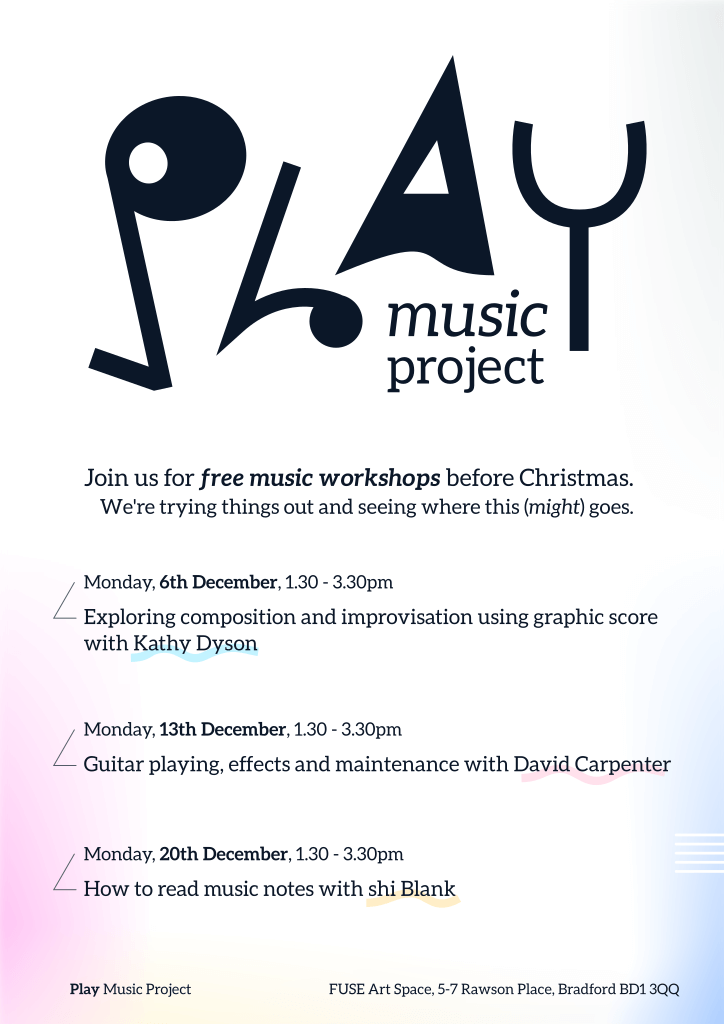 PLAY
music
project
Join us for free music workshops before Christmas.
We're trying things out and seeing where this (might) goes.
Monday, 6th December, 1.30 - 3.30pm
Exploring composition and improvisation using graphic score
with Kathy Dyson
Monday, 13th December, 1.30 - 3.30pm
Guitar playing, effects and maintenance with David Carpenter
Monday, 20th December, 1.30 - 3.30pm
How to read music notes with shi Blank
Play Music Project
FUSE Art Space, 5-7 Rawson Place, Bradford BD1 3QQ